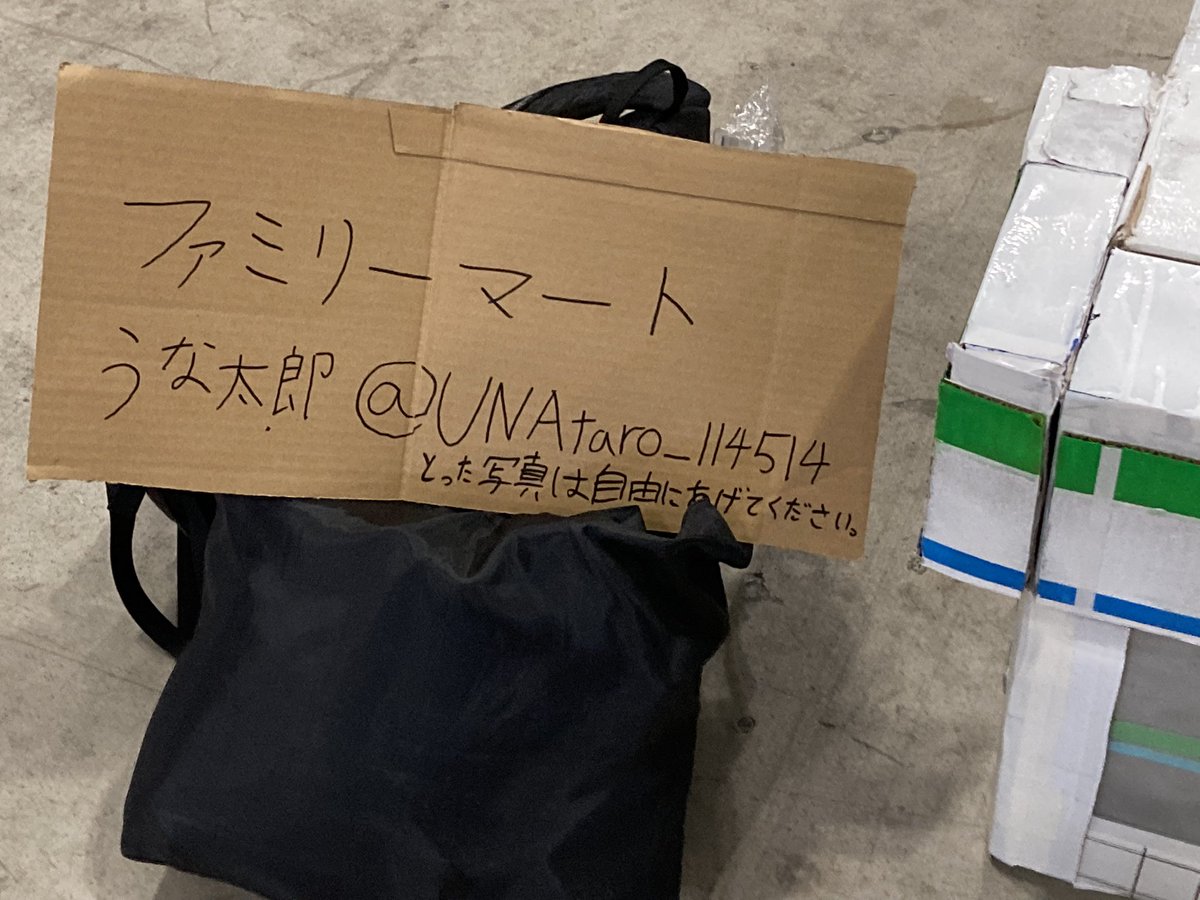 ファミリーマート
うな太郎 @UNAtaro_114514
とった写真は自由にあげてください。